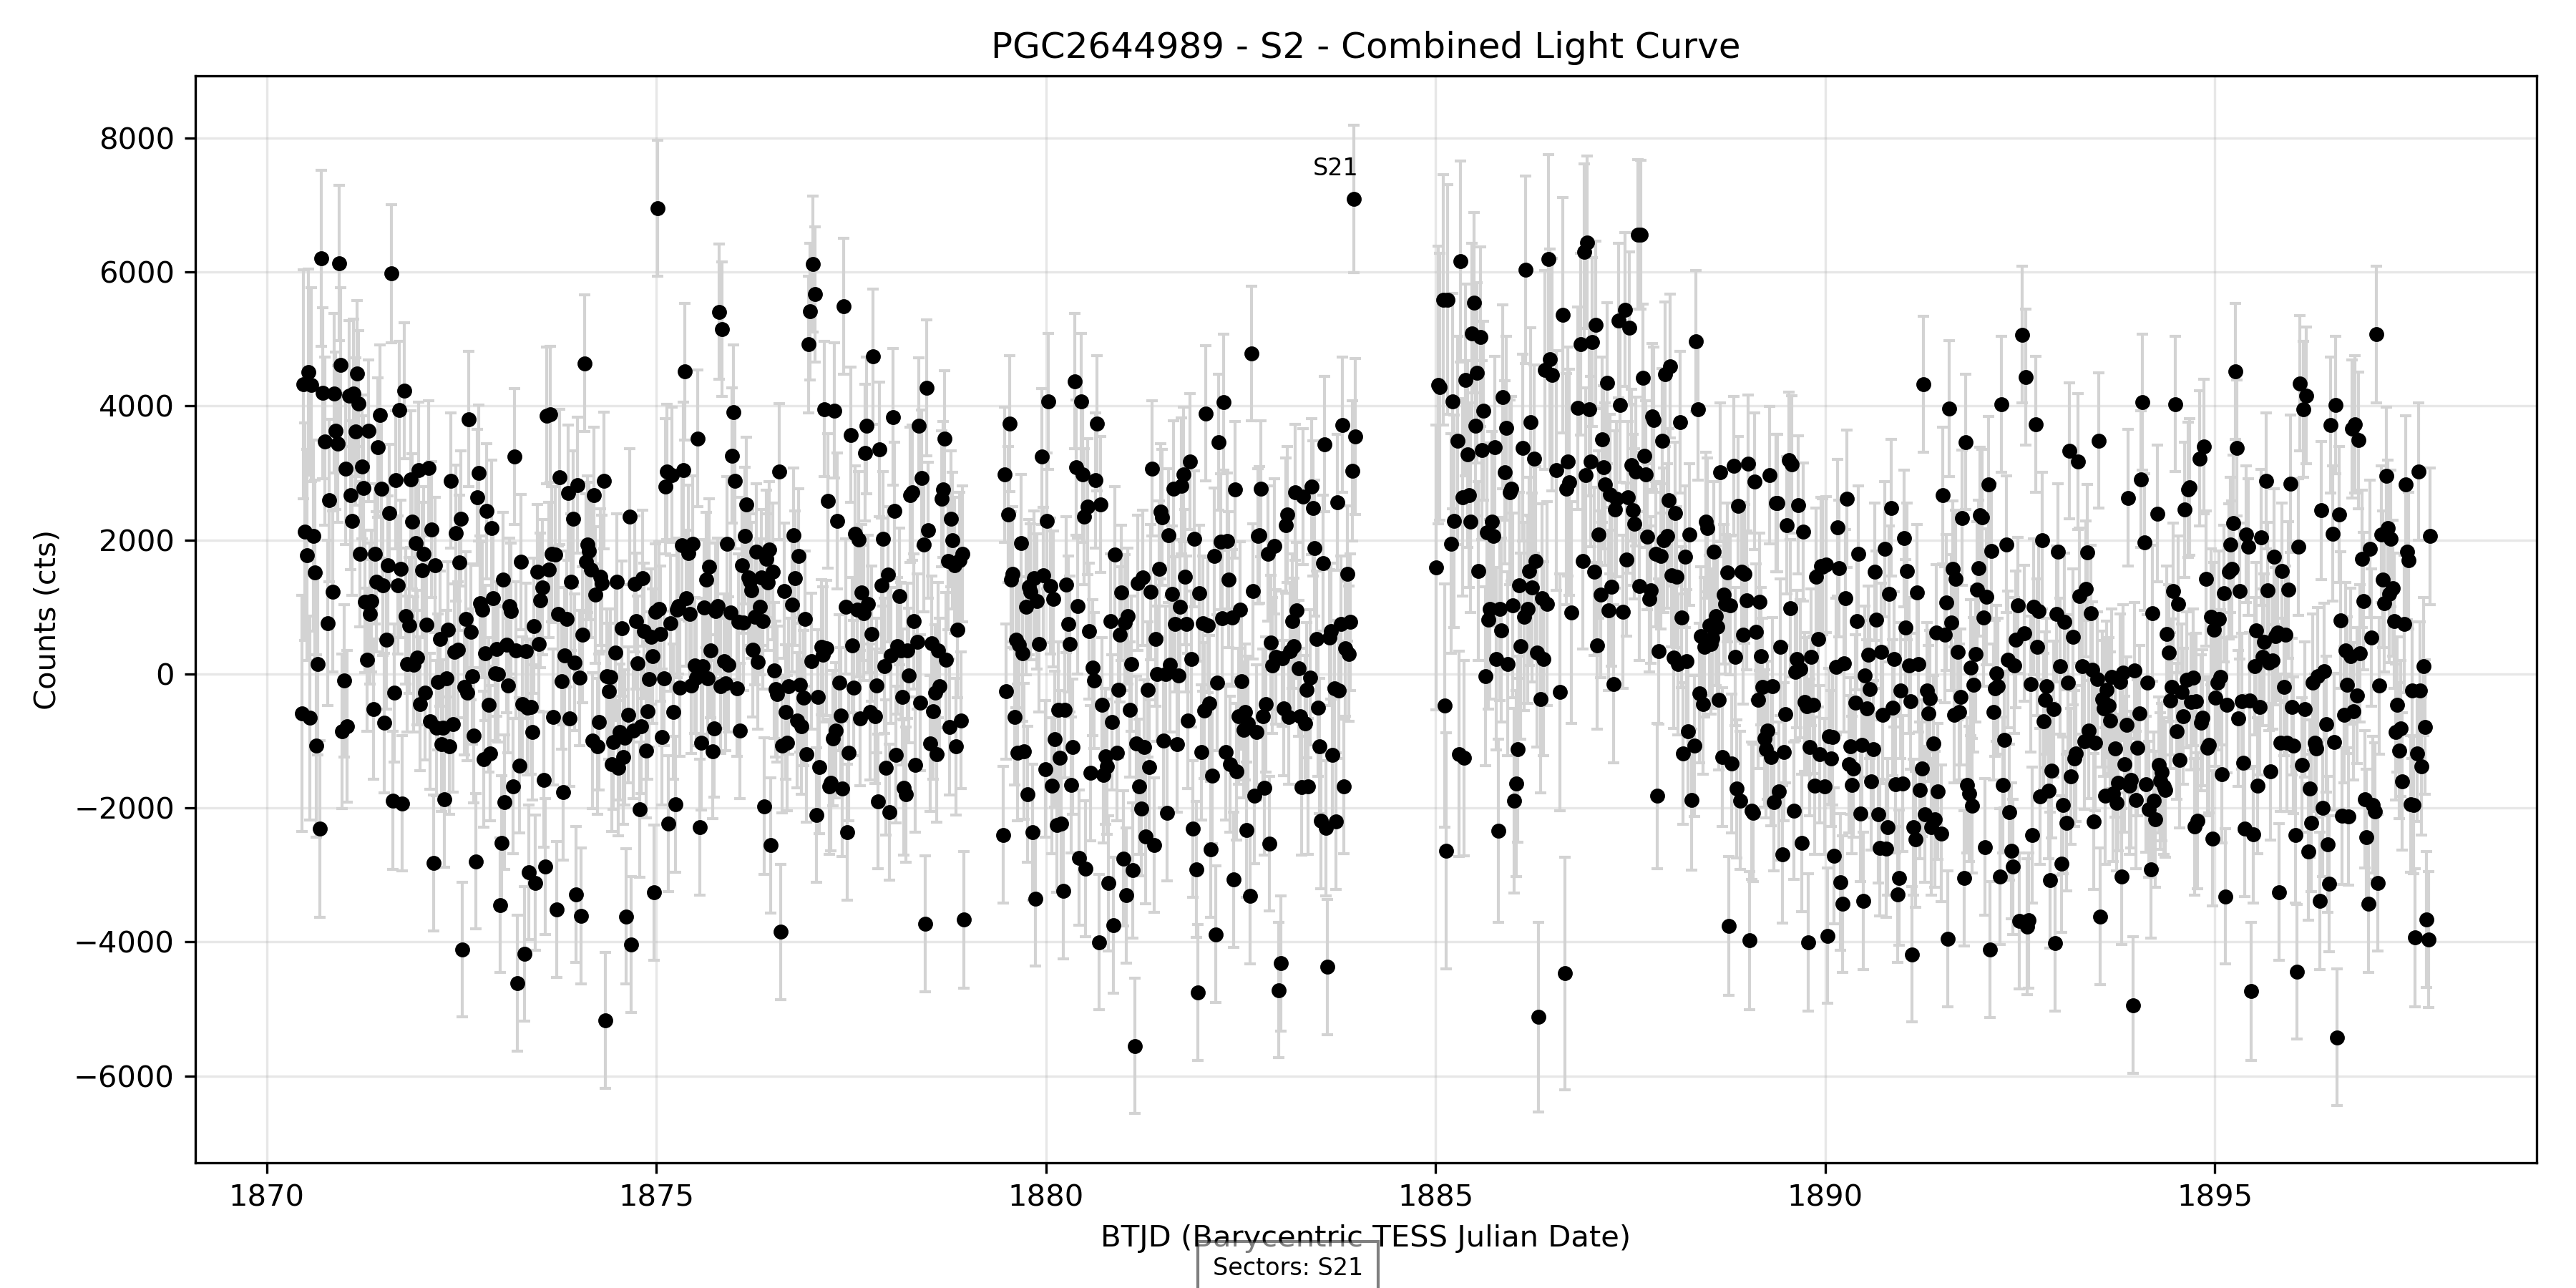 PGC2644989 - S2 - Combined Light Curve
Counts (cts)
8000
6000
4000
2000
0
−2000
−4000
−6000
S21
1870 1875 1880 1885 1890 1895
BTJD (Barycentric TESS Julian Date)
Sectors: S21